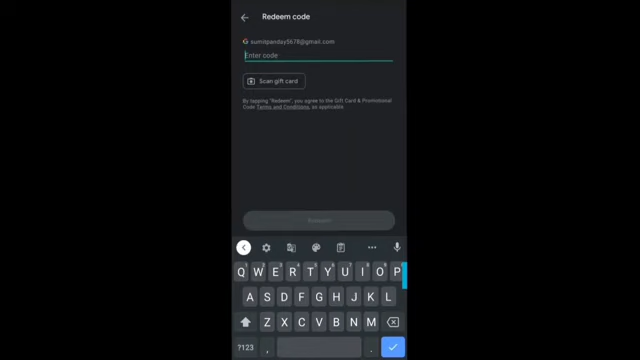 Redeem code
G sumitpanday5678@gmail.com
Enter code
Scan gift card
By tapping "Redeem", you agree to the Gift Card & Promotional
Code Terms and Conditions, as applicable.
Redeem
Q W E R T Y U I O P
A S D F G H J K L
Z X C V B N M
?123 , .